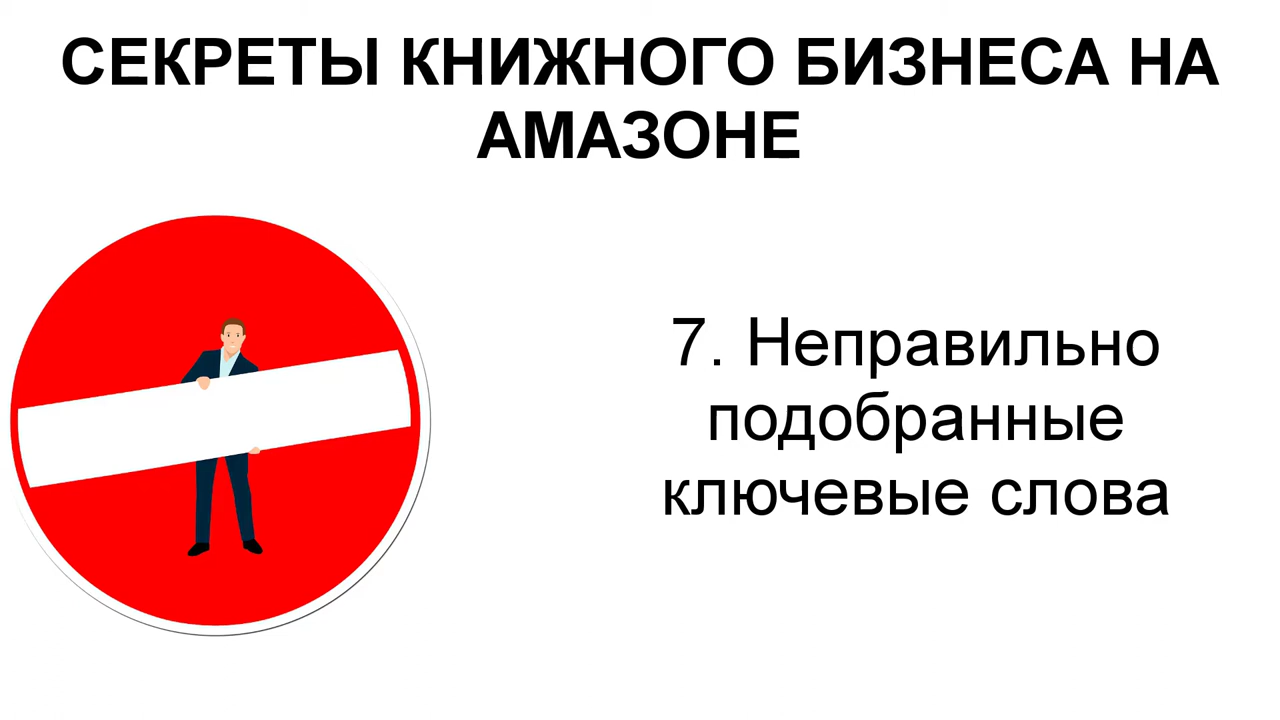 СЕКРЕТЫ КНИЖНОГО БИЗНЕСА НА
АМАЗОНЕ
7. Неправильно
подобранные
ключевые слова